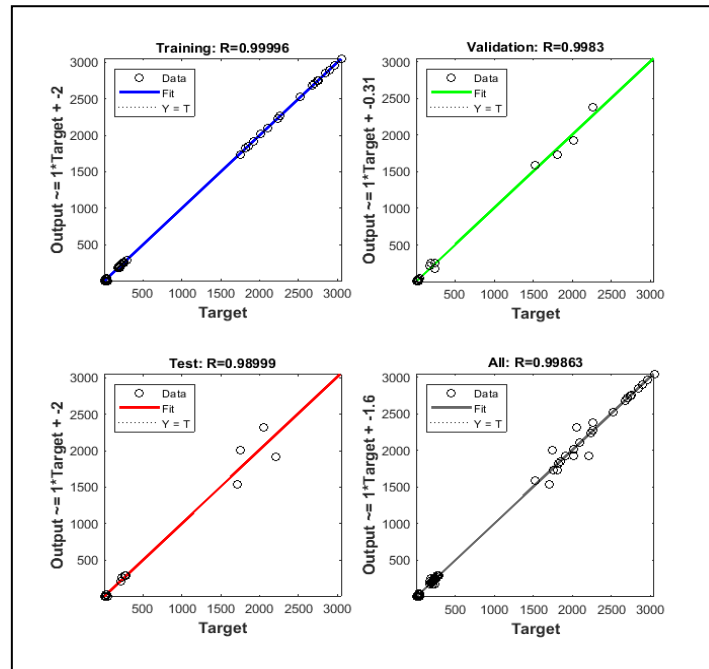 Training: R=0.99996
Output ~= 1*Target + -2
3000
2500
2000
1500
1000
500
Data
Fit
Y = T
500 1000 1500 2000 2500 3000
Target
Validation: R=0.9983
Output ~= 1*Target + -0.31
3000
2500
2000
1500
1000
500
Data
Fit
Y = T
500 1000 1500 2000 2500 3000
Target
Test: R=0.98999
Output ~= 1*Target + -2
3000
2500
2000
1500
1000
500
Data
Fit
Y = T
500 1000 1500 2000 2500 3000
Target
All: R=0.99863
Output ~= 1*Target + -1.6
3000
2500
2000
1500
1000
500
Data
Fit
Y = T
500 1000 1500 2000 2500 3000
Target